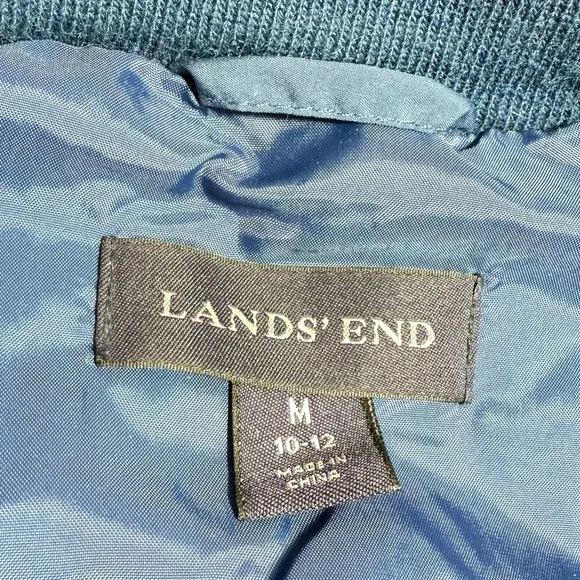 LANDS' END
M
10-12
MADE IN
CHINA